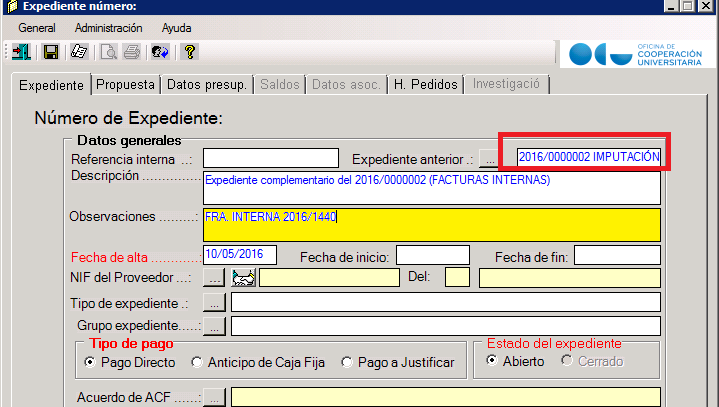 Expediente número:
General Administración Ayuda
OCU OFICINA DE
COOPERACIÓN
UNIVERSITARIA
Expediente Propuesta Datos presup. Saldos Datos asoc. H. Pedidos Investigació
Número de Expediente:
Datos generales
Referencia interna ..: Expediente anterior .: ... 2016/0000002 IMPUTACIÓN
Descripción ...............: Expediente complementario del 2016/0000002 (FACTURAS INTERNAS)
Observaciones .........: FRA. INTERNA 2016/1440
Fecha de alta ............: 10/05/2016 Fecha de inicio: Fecha de fin:
NIF del Proveedor ...: ... Del:
Tipo de expediente .: ...
Grupo expediente.....: ...
Tipo de pago Estado del expediente
Pago Directo Anticipo de Caja Fija Pago a Justificar Abierto Cerrado
Acuerdo de ACF ......: ...